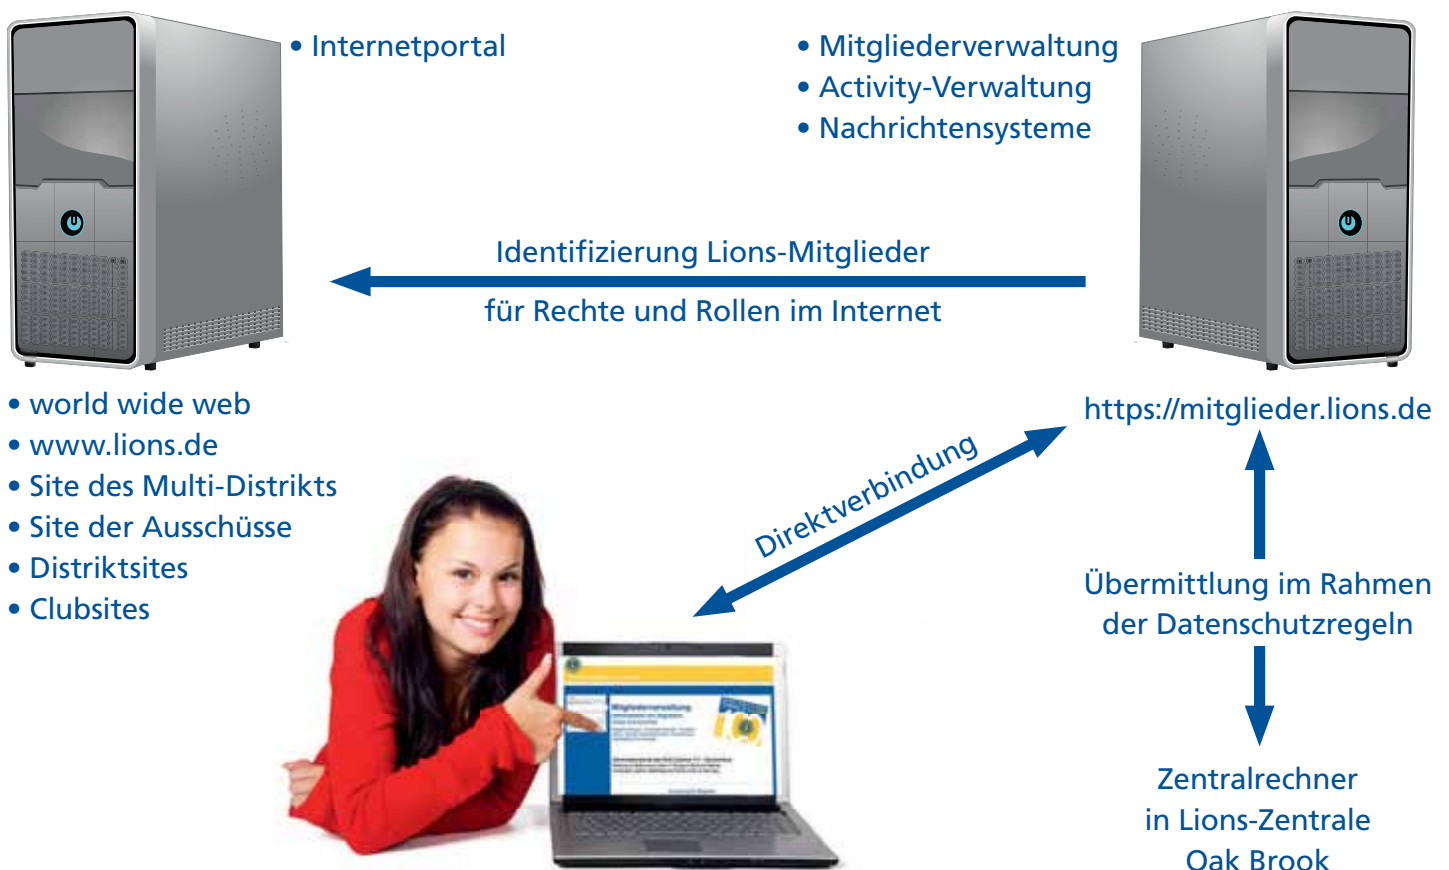 • Internetportal
• Mitgliederverwaltung
• Activity-Verwaltung
• Nachrichtensysteme
Identifizierung Lions-Mitglieder
für Rechte und Rollen im Internet
• world wide web
• www.lions.de
• Site des Multi-Distrikts
• Site der Ausschüsse
• Distriktsites
• Clubsites
https://mitglieder.lions.de
Direktverbindung
Übermittlung im Rahmen
der Datenschutzregeln
Mitgliederverwaltung
Zentralrechner
in Lions-Zentrale
Oak Brook